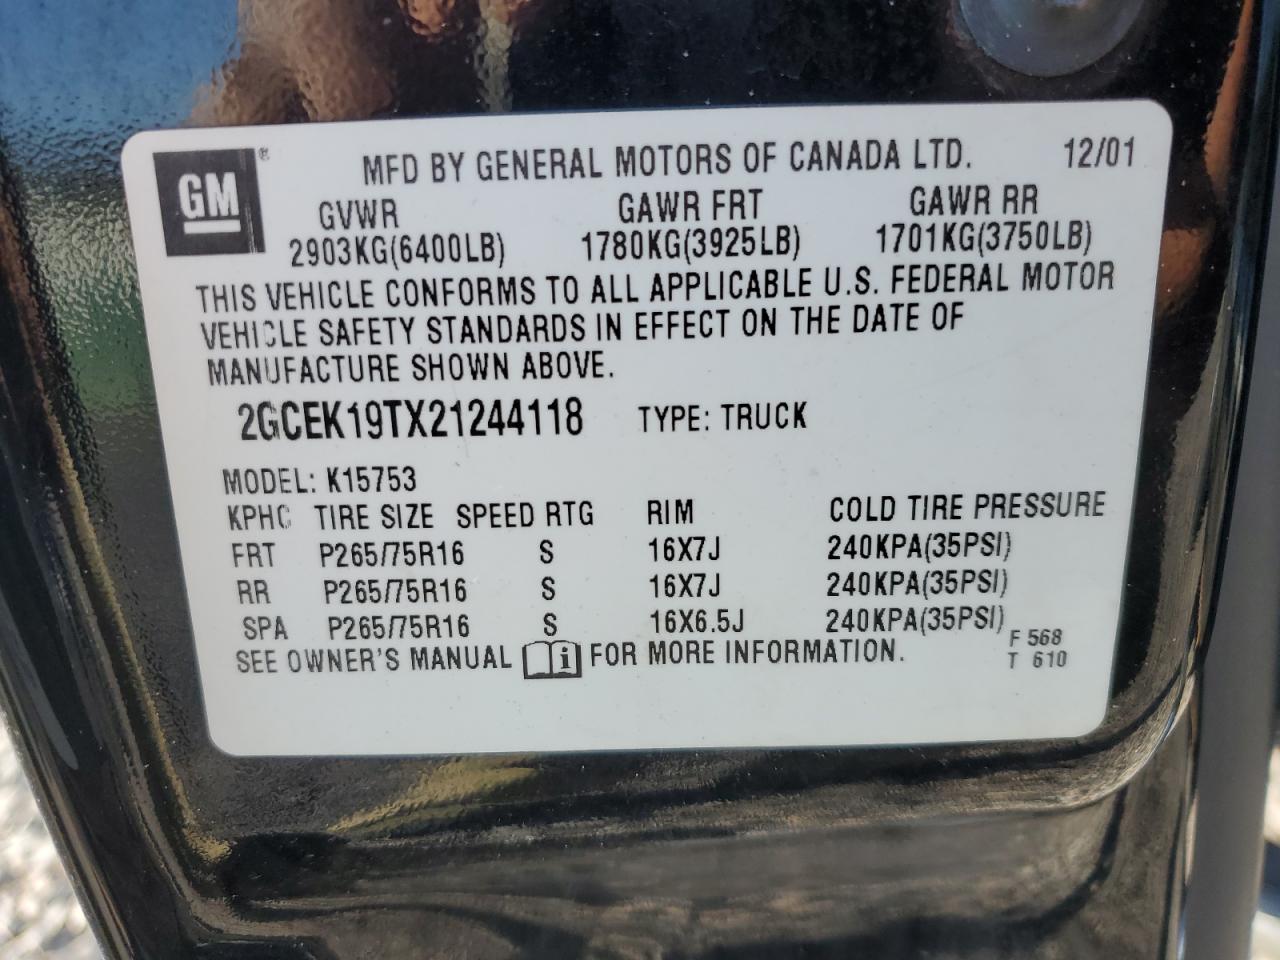 GM ® MFD BY GENERAL MOTORS OF CANADA LTD. 12/01
GVWR GAWR FRT GAWR RR
2903KG(6400LB) 1780KG(3925LB) 1701KG(3750LB)
THIS VEHICLE CONFORMS TO ALL APPLICABLE U.S. FEDERAL MOTOR
VEHICLE SAFETY STANDARDS IN EFFECT ON THE DATE OF
MANUFACTURE SHOWN ABOVE.
2GCEK19TX21244118 TYPE: TRUCK
MODEL: K15753
KPHC TIRE SIZE SPEED RTG RIM COLD TIRE PRESSURE
FRT P265/75R16 S 16X7J 240KPA(35PSI)
RR P265/75R16 S 16X7J 240KPA(35PSI)
SPA P265/75R16 S 16X6.5J 240KPA(35PSI)
SEE OWNER'S MANUAL i FOR MORE INFORMATION. F 568
T 610